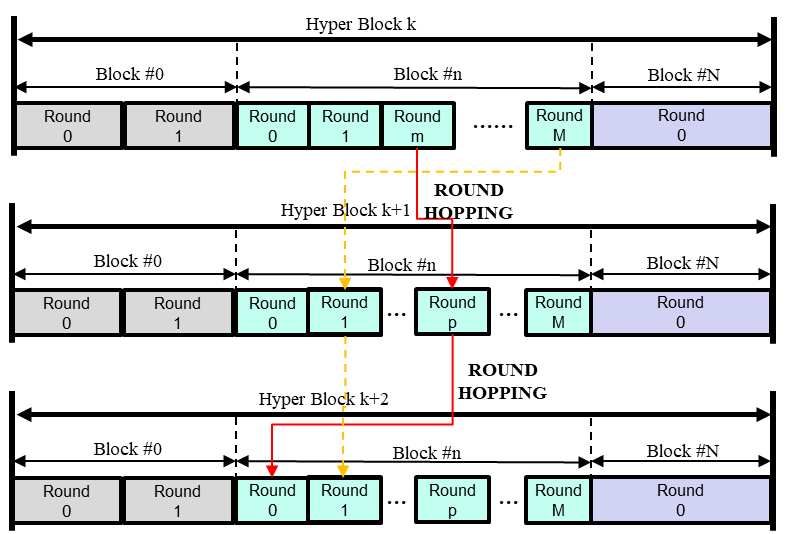 Hyper Block k
Block #0
Block #n
Block #N
Round
0
Round
1
Round
0
Round
1
Round
m
......
Round
M
Round
0
ROUND
HOPPING
Hyper Block k+1
Block #0
Block #n
Block #N
Round
0
Round
1
Round
0
Round
1
...
Round
p
...
Round
M
Round
0
ROUND
HOPPING
Hyper Block k+2
Block #0
Block #n
Block #N
Round
0
Round
1
Round
0
Round
1
...
Round
p
...
Round
M
Round
0